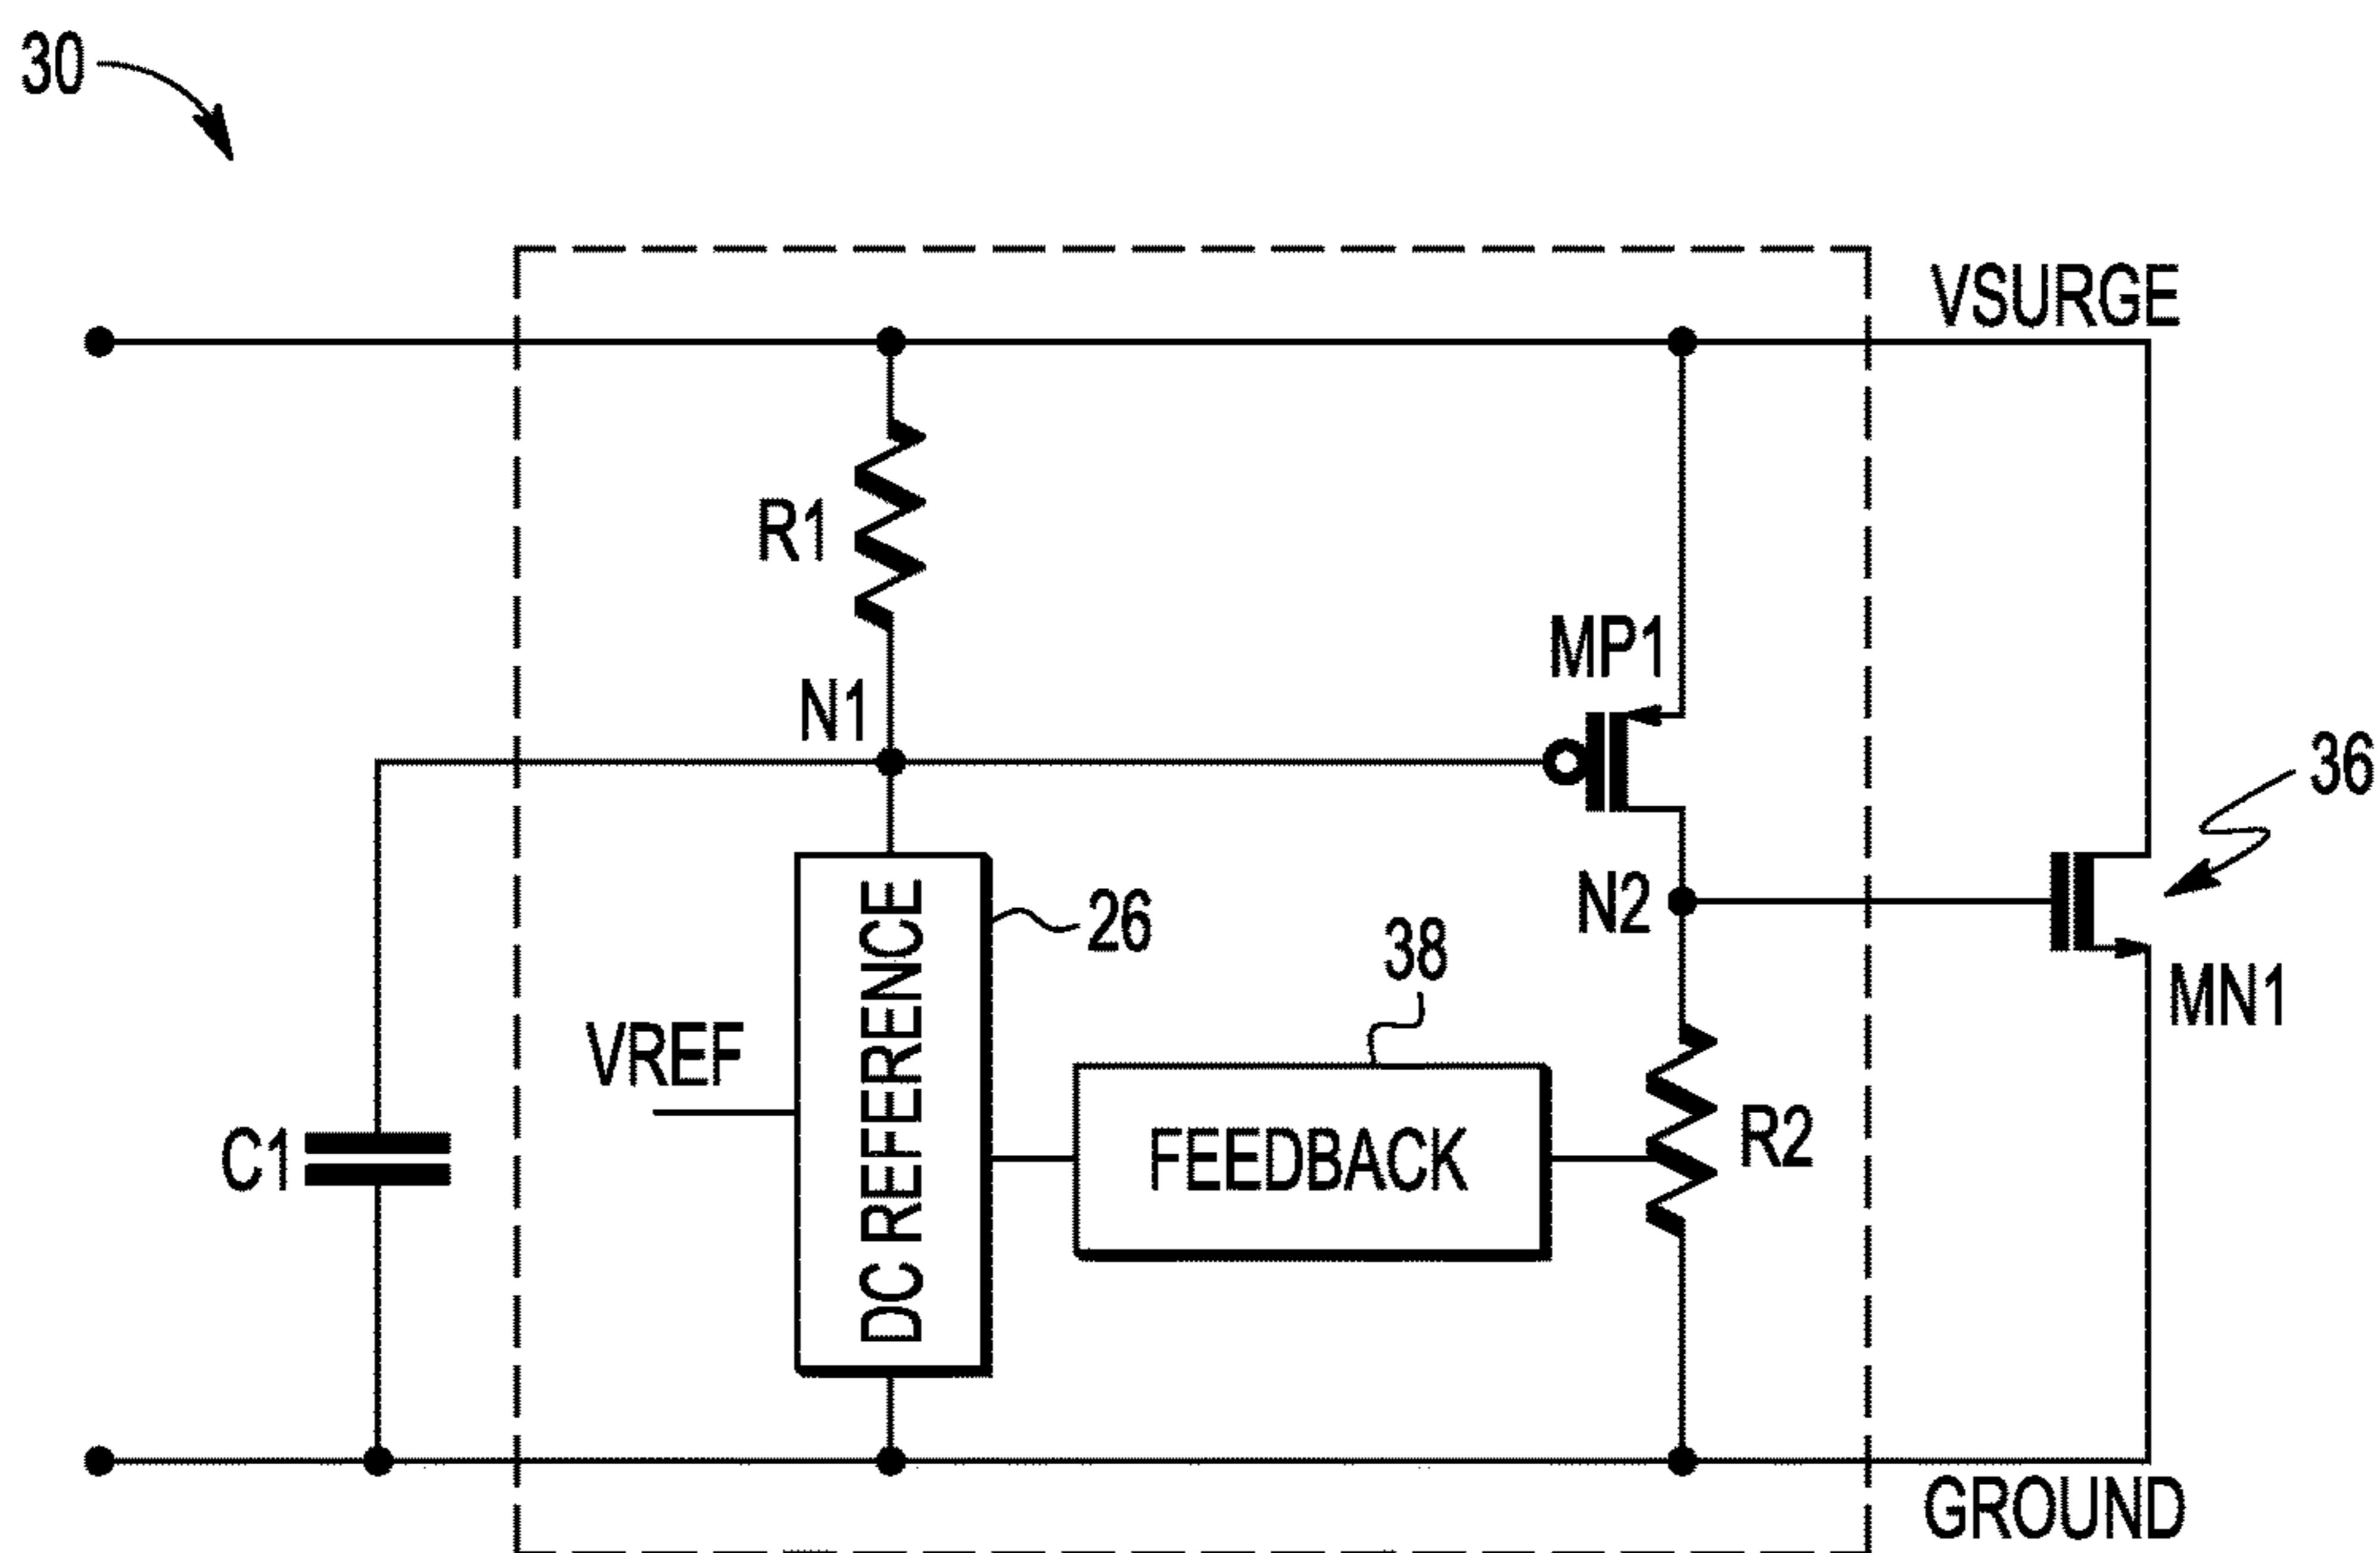 30
VSURGE
R1
MP1
N1
36
N2
26
38
MN1
VREF
DC REFERENCE
FEEDBACK
R2
C1
GROUND